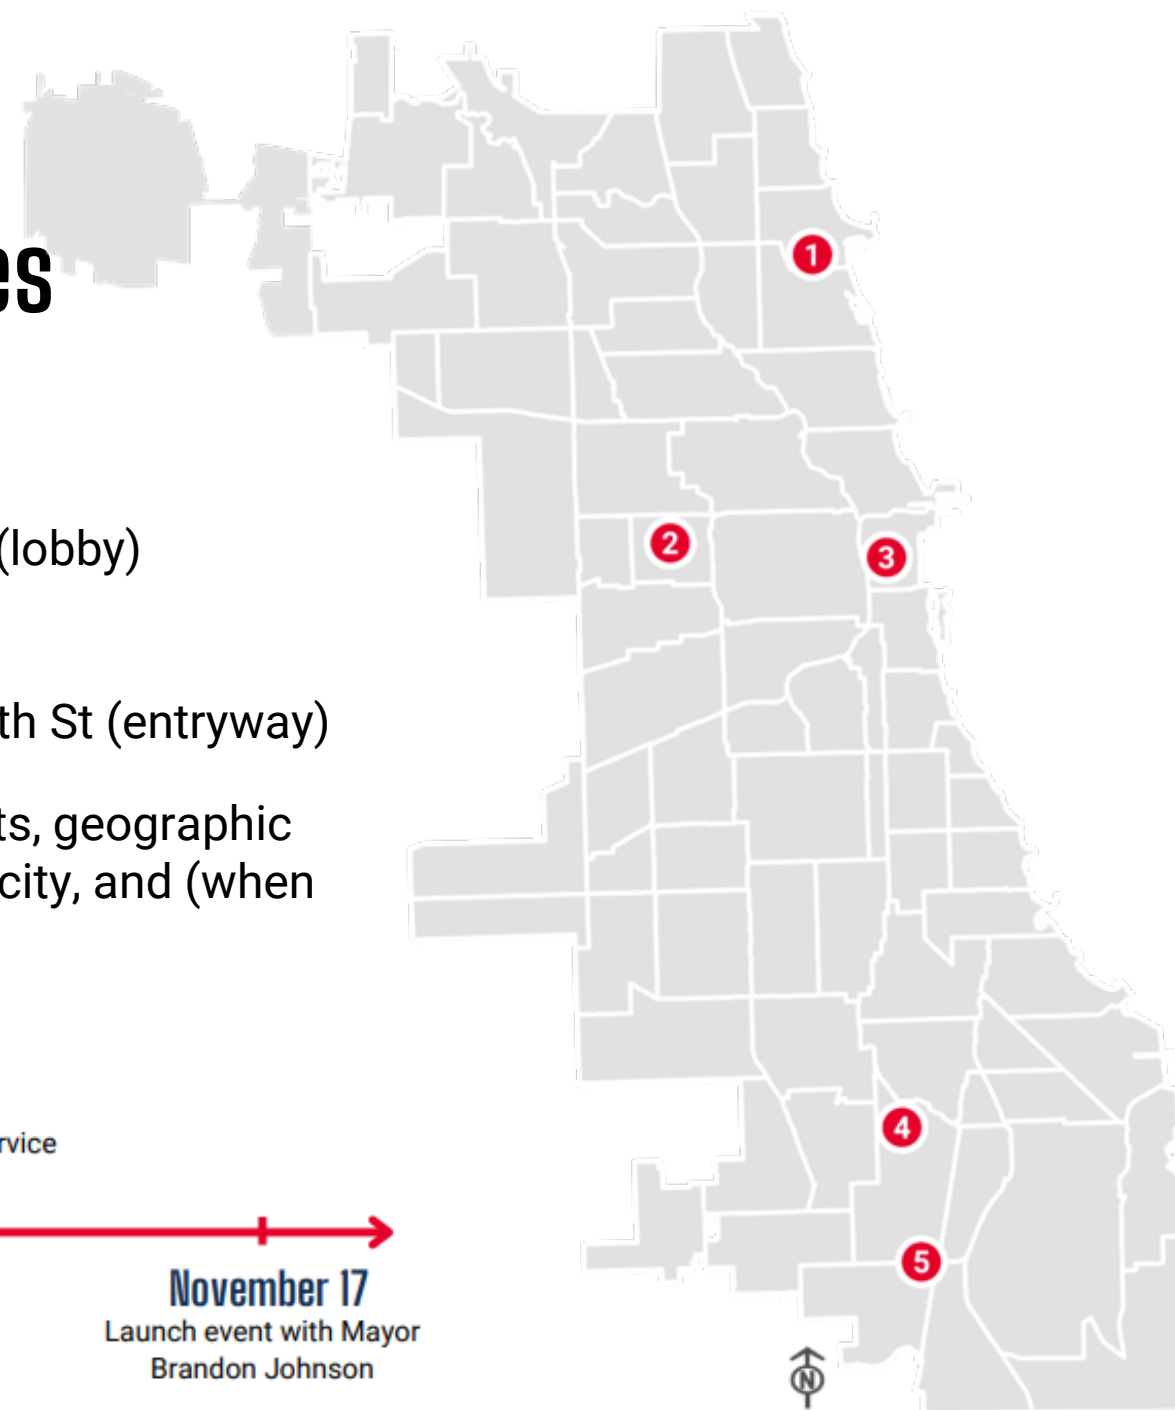 es
(lobby)
th St (entryway)
ts, geographic
city, and (when
rvice
November 17
Launch event with Mayor
Brandon Johnson
1
2
3
4
5
N